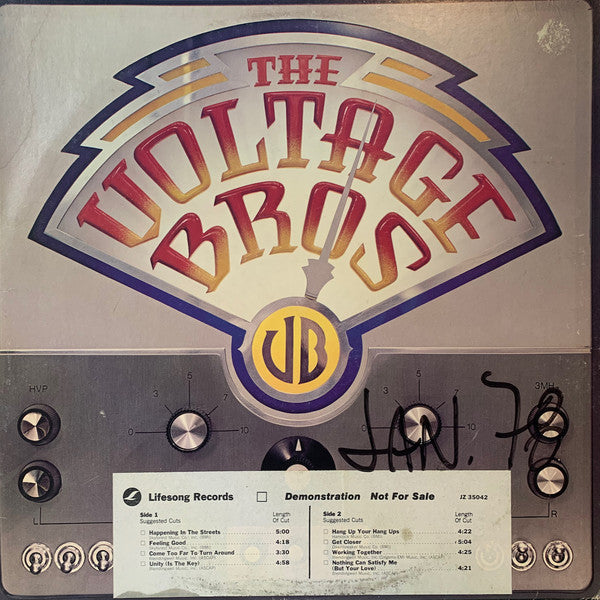 THE
VOLTAGE
BROS
VB
HVP
3MH
5
3
10
0
5
3
10
0
JAN. 78
L
R
Lifesong Records
Demonstration Not For Sale
JZ 35042
Side 1
Suggested Cuts
Length
Of Cut
Happening In The Streets 5:00
Feeling Good 4:18
Come Too Far To Turn Around 3:30
Unity (Is The Key) 4:58
Side 2
Suggested Cuts
Length
Of Cut
Hang Up Your Hang Ups 4:22
Get Closer 5:04
Working Together 4:25
Nothing Can Satisfy Me
(But Your Love) 4:21